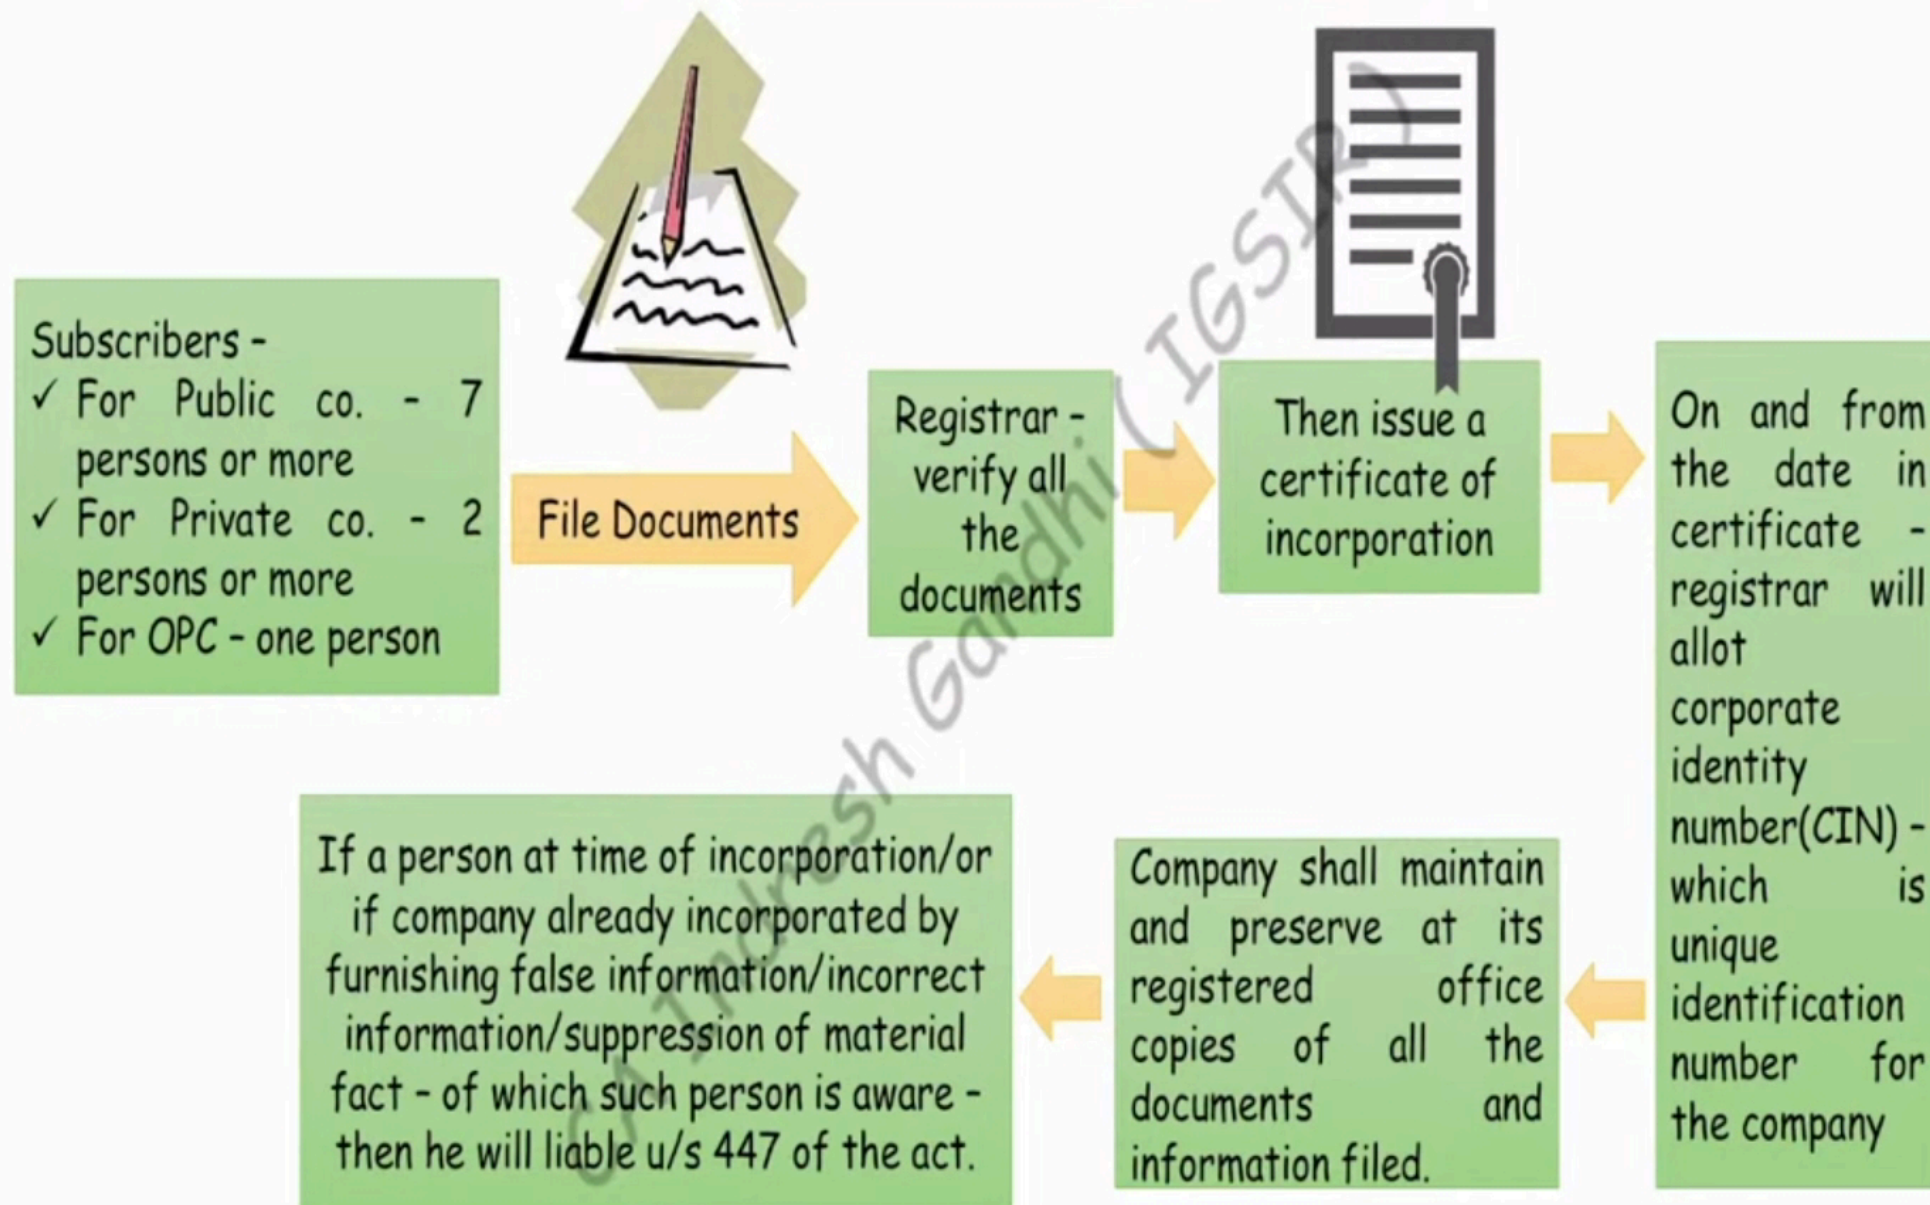 Subscribers -
✓ For Public co. - 7
persons or more
✓ For Private co. - 2
persons or more
✓ For OPC - one person
File Documents
Registrar -
verify all
the
documents
Then issue a
certificate of
incorporation
On and from
the date in
certificate -
registrar will
allot
corporate
identity
number(CIN) -
which is
unique
identification
number for
the company
Company shall maintain
and preserve at its
registered office
copies of all the
documents and
information filed.
If a person at time of incorporation/or
if company already incorporated by
furnishing false information/incorrect
information/suppression of material
fact - of which such person is aware -
then he will liable u/s 447 of the act.
CA Indresh Gandhi ( IGSIR )